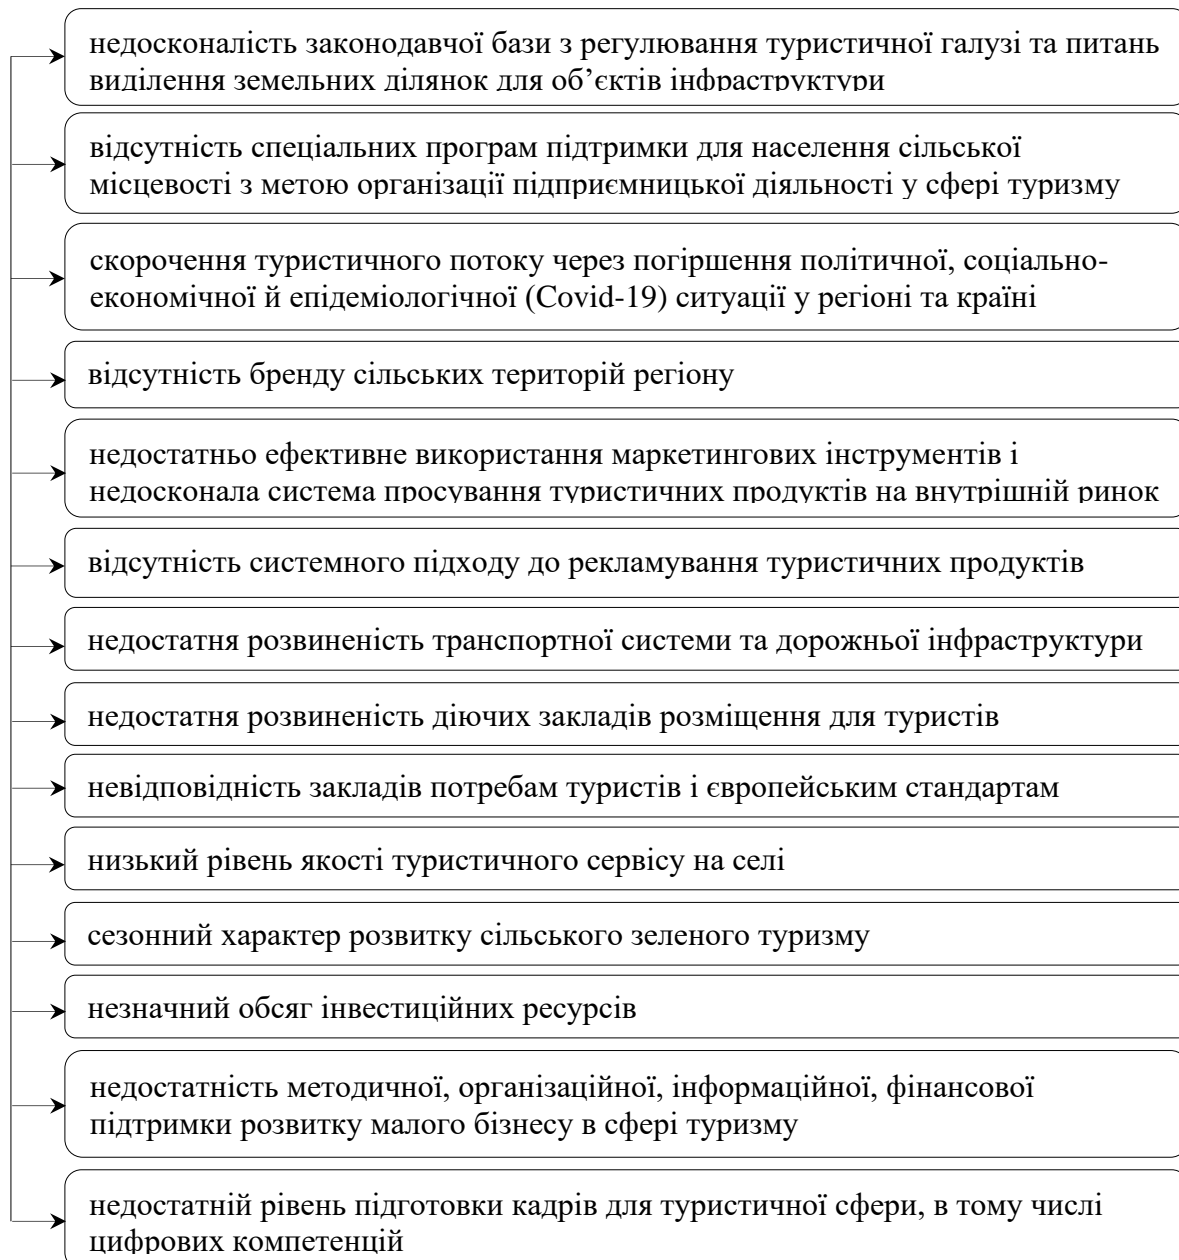 недосконалість законодавчої бази з регулювання туристичної галузі та питань
виділення земельних ділянок для об’єктів інфраструктури
відсутність спеціальних програм підтримки для населення сільської
місцевості з метою організації підприємницької діяльності у сфері туризму
скорочення туристичного потоку через погіршення політичної, соціально-
економічної й епідеміологічної (Covid-19) ситуації у регіоні та країні
відсутність бренду сільських територій регіону
недостатньо ефективне використання маркетингових інструментів і
недосконала система просування туристичних продуктів на внутрішній ринок
відсутність системного підходу до рекламування туристичних продуктів
недостатня розвиненість транспортної системи та дорожньої інфраструктури
недостатня розвиненість діючих закладів розміщення для туристів
невідповідність закладів потребам туристів і європейським стандартам
низький рівень якості туристичного сервісу на селі
сезонний характер розвитку сільського зеленого туризму
незначний обсяг інвестиційних ресурсів
недостатність методичної, організаційної, інформаційної, фінансової
підтримки розвитку малого бізнесу в сфері туризму
недостатній рівень підготовки кадрів для туристичної сфери, в тому числі
цифрових компетенцій